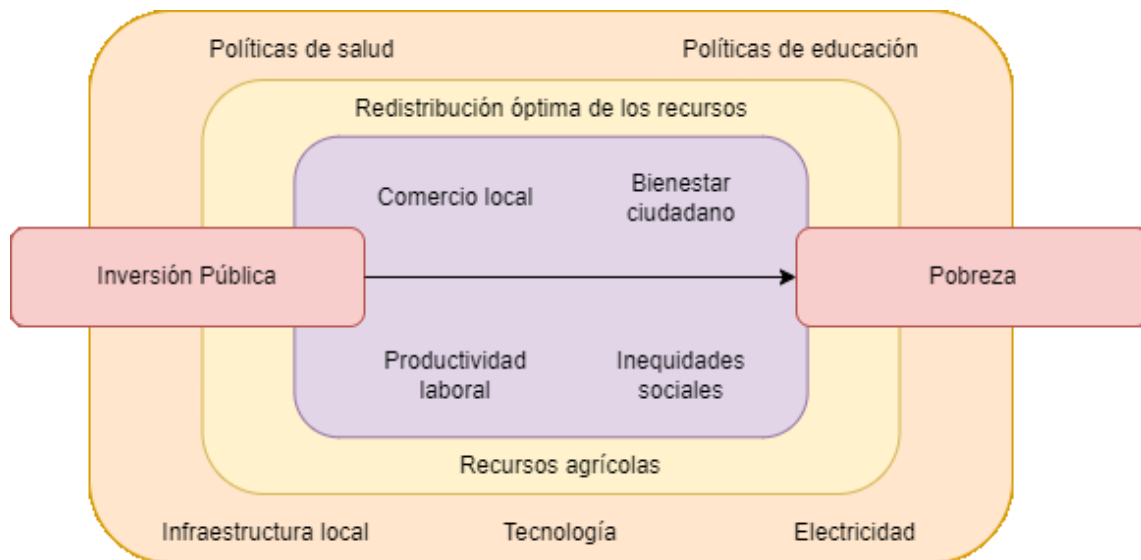 Políticas de salud
Políticas de educación
Redistribución óptima de los recursos
Comercio local
Bienestar
ciudadano
Inversión Pública
Pobreza
Productividad
laboral
Inequidades
sociales
Recursos agrícolas
Infraestructura local
Tecnología
Electricidad